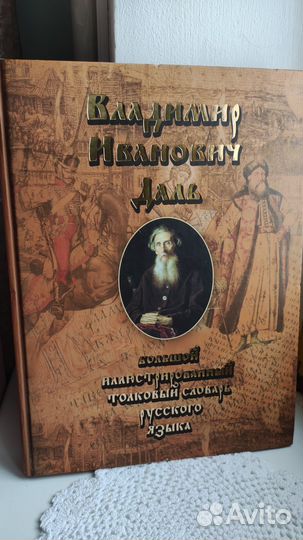 Владимир
Иванович
Даль
Большой
иллюстрированный
толковый словарь
русского
языка
Avito